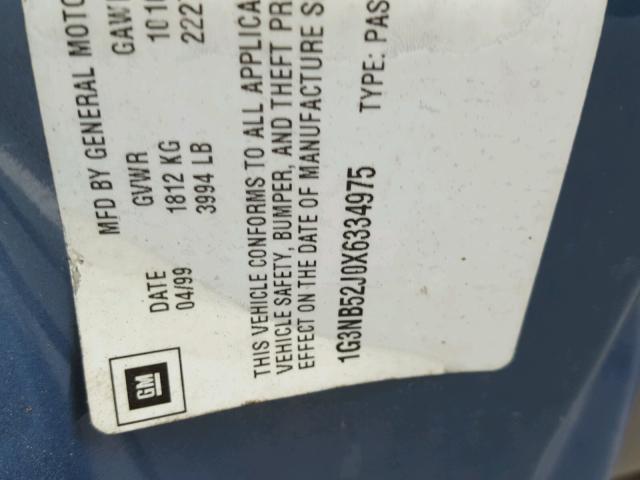 MFD BY GENERAL MOTO
DATE GVWR GAW
04/99 1812 KG 1010
3994 LB 222
THIS VEHICLE CONFORMS TO ALL APPLICA
VEHICLE SAFETY, BUMPER, AND THEFT PR
EFFECT ON THE DATE OF MANUFACTURE S
1G3NB52J0X6334975 TYPE: PAS
GM